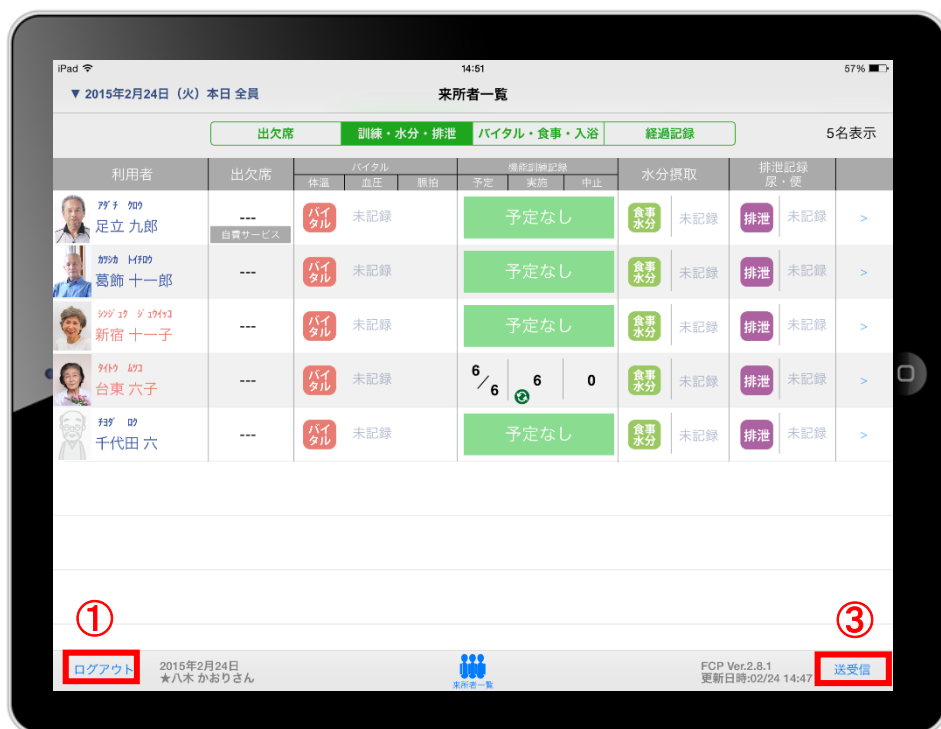 iPad 14:51 57%
▼ 2015年2月24日（火）本日 全員 来所者一覧
出欠席 訓練・水分・排泄 バイタル・食事・入浴 経過記録 5名表示
利用者 出欠席 バイタル 機能訓練記録 水分摂取 排泄記録
体温 血圧 脈拍 予定 実施 中止 尿・便
ｱﾀﾞﾁ ｸﾛｳ
足立 九郎 --- 自費サービス バイタル 未記録 予定なし 食事水分 未記録 排泄 未記録 >
ｶﾂｼｶ ﾄｲﾁﾛｳ
葛飾 十一郎 --- バイタル 未記録 予定なし 食事水分 未記録 排泄 未記録 >
ｼﾝｼﾞｭｸ ｼﾞｭｳｲﾁｺ
新宿 十一子 --- バイタル 未記録 予定なし 食事水分 未記録 排泄 未記録 >
ﾀｲﾄｳ ﾑﾂｺ
台東 六子 --- バイタル 未記録 6/6 6 0 食事水分 未記録 排泄 未記録 >
ﾁﾖﾀﾞ ﾛｳ
千代田 六 --- バイタル 未記録 予定なし 食事水分 未記録 排泄 未記録 >
① ③
ログアウト 2015年2月24日 FCP Ver.2.8.1 送受信
★八木 かおりさん 来所者一覧 更新日時:02/24 14:47